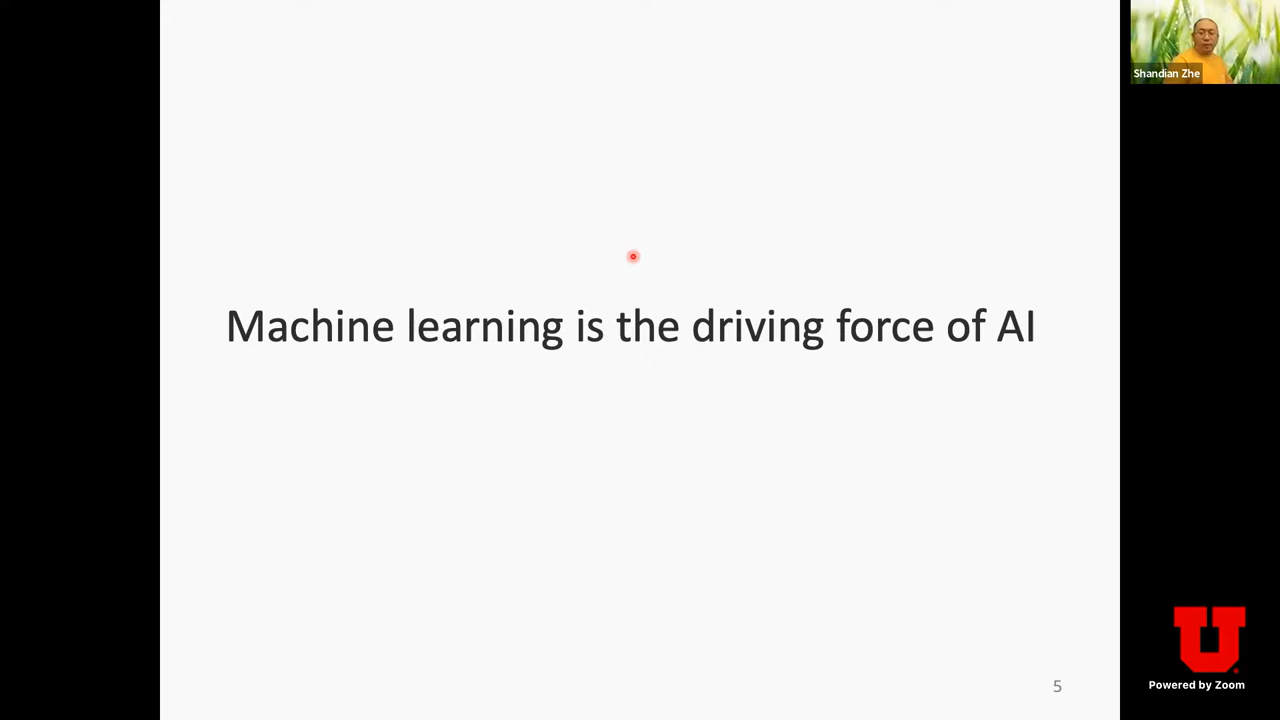 Shandian Zhe
Machine learning is the driving force of AI
U
Powered by Zoom
5